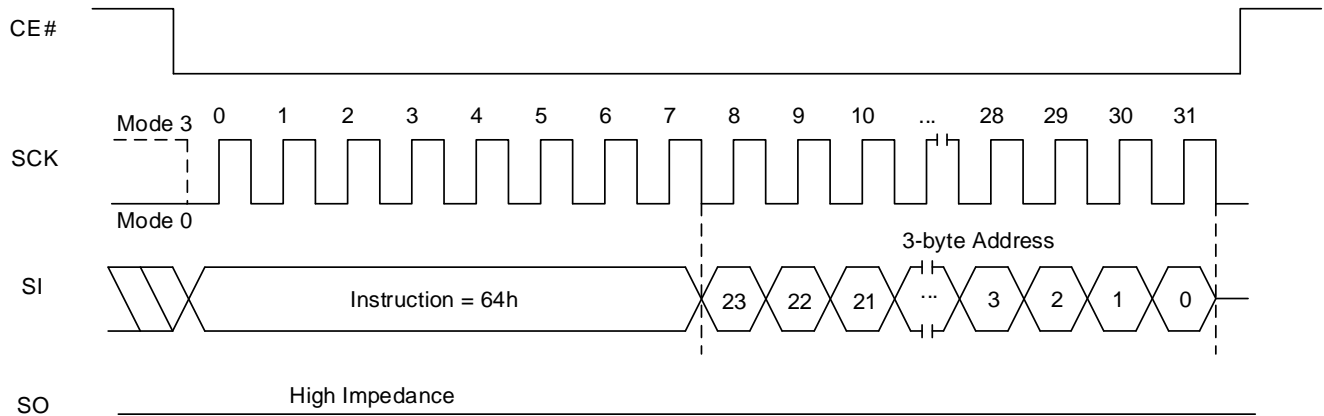 CE#
0 1 2 3 4 5 6 7 8 9 10 ... 28 29 30 31
Mode 3
SCK
Mode 0
3-byte Address
SI Instruction = 64h 23 22 21 ... 3 2 1 0
High Impedance
SO